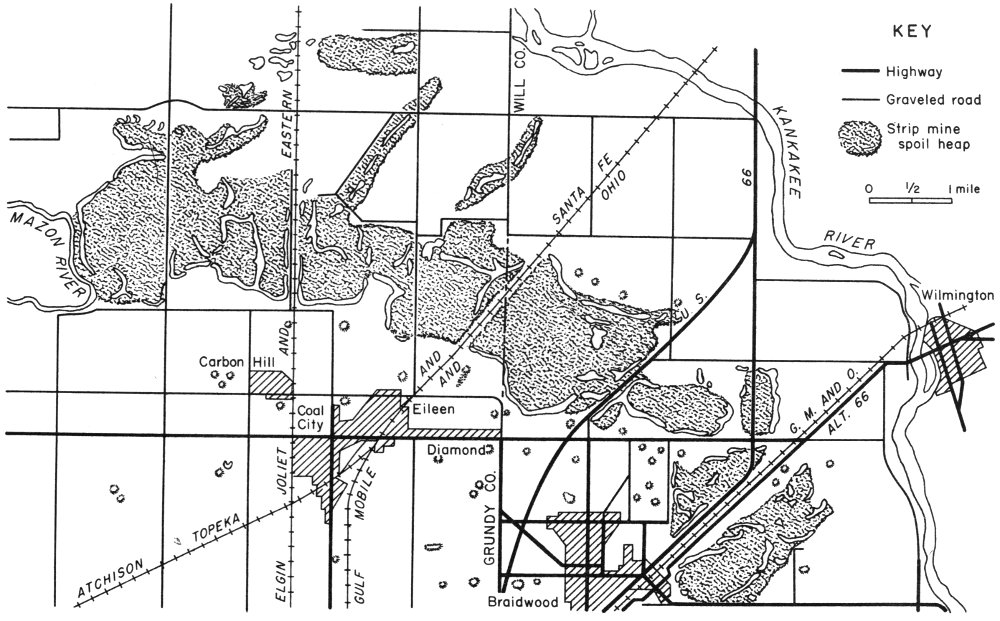 KEY
Highway
Graveled road
Strip mine
spoil heap
0 1/2 1 mile
WILL CO.
EASTERN
KANKAKEE
RIVER
66
SANTA FE
OHIO
MAZON
RIVER
Wilmington
U. S.
AND
AND
AND
Carbon Hill
Eileen
Coal
City
G. M. AND O.
ALT. 66
Diamond
JOLIET
MOBILE
GRUNDY CO.
ATCHISON TOPEKA
ELGIN
GULF
Braidwood